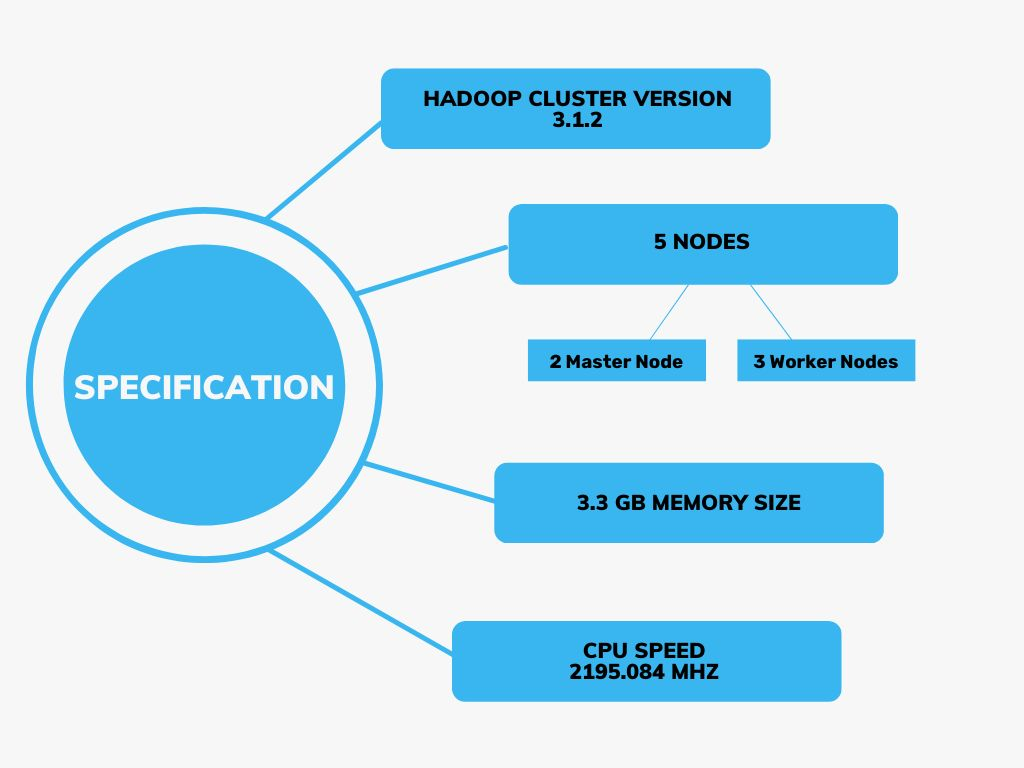 HADOOP CLUSTER VERSION
3.1.2
5 NODES
2 Master Node
3 Worker Nodes
SPECIFICATION
3.3 GB MEMORY SIZE
CPU SPEED
2195.084 MHZ